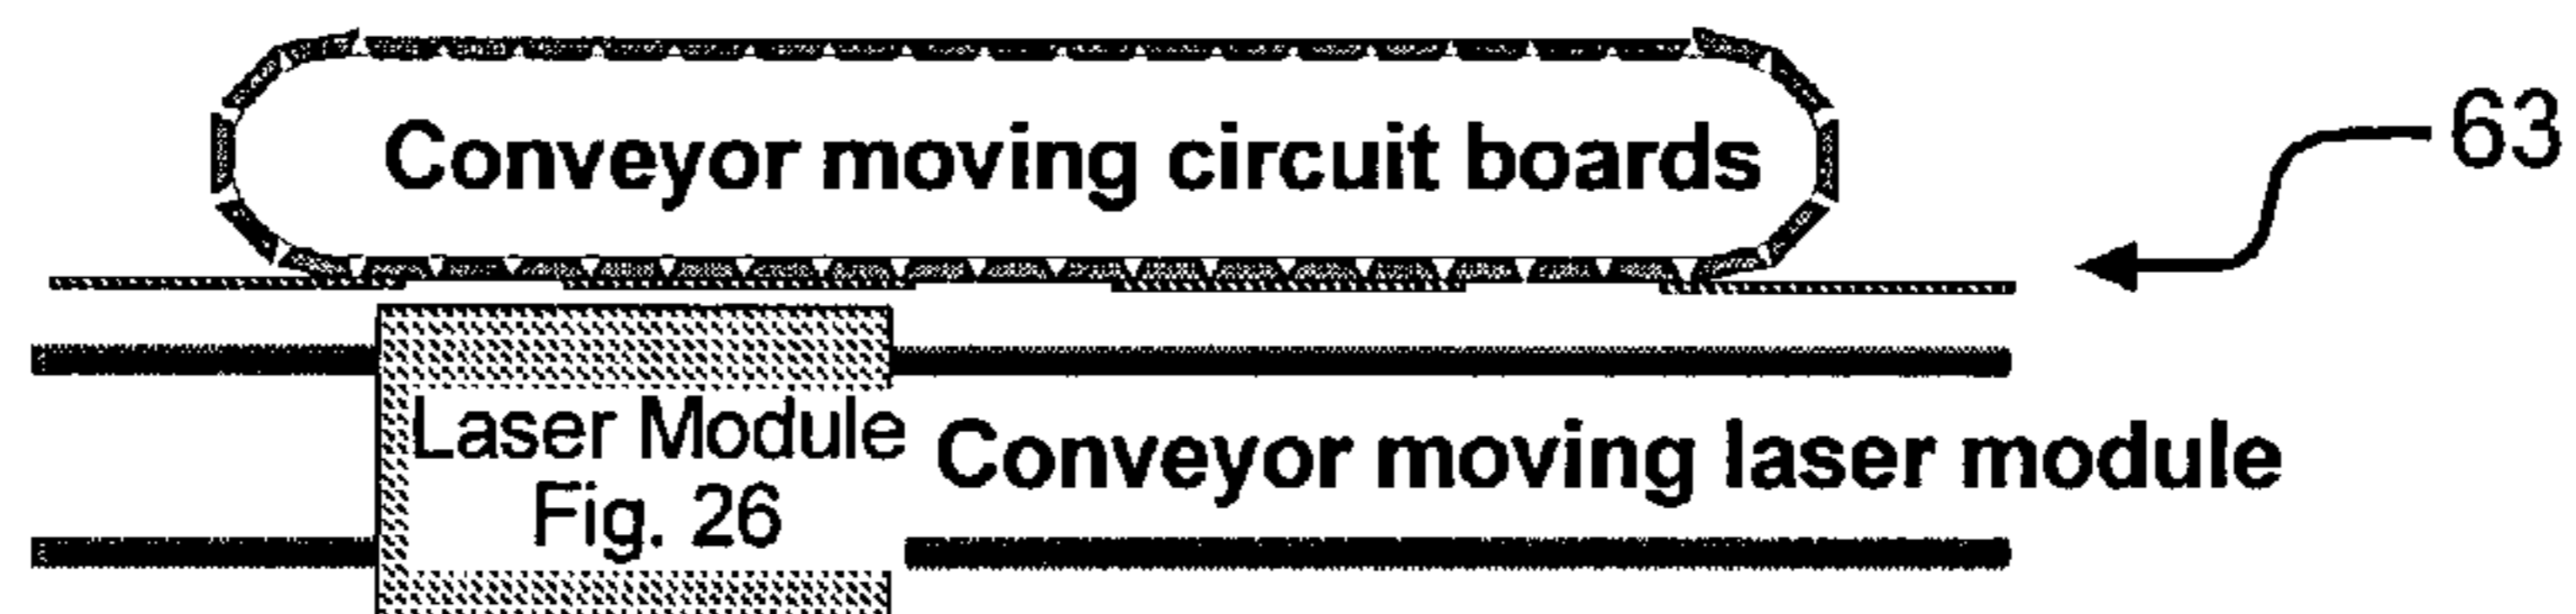 Conveyor moving circuit boards
63
Laser Module
Fig. 26
Conveyor moving laser module